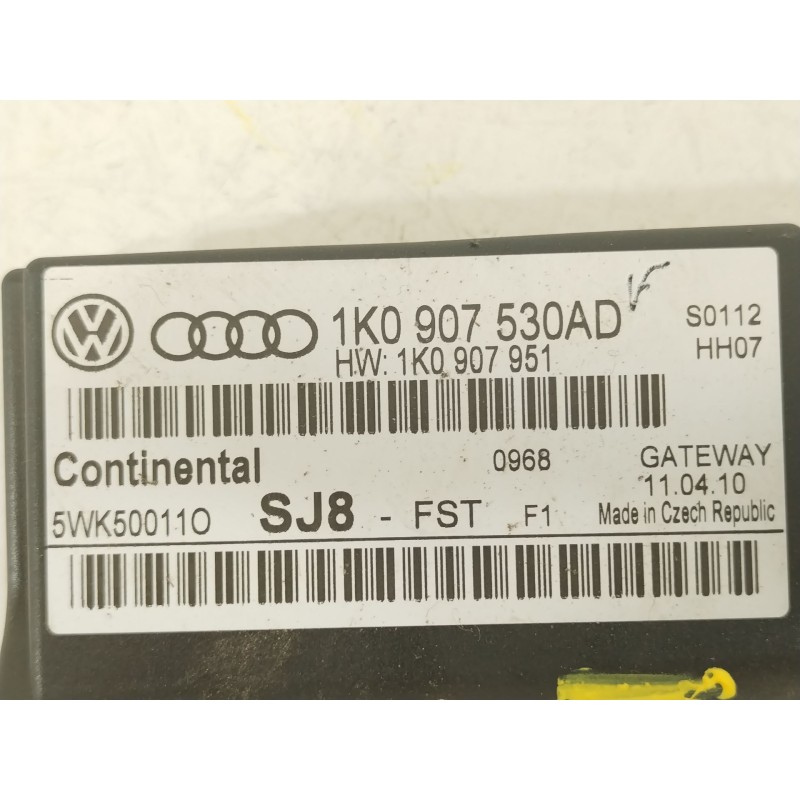 1K0 907 530AD
S0112
HW: 1K0 907 951
HH07
Continental 0968 GATEWAY
11.04.10
5WK50011O SJ8 - FST F1 Made in Czech Republic